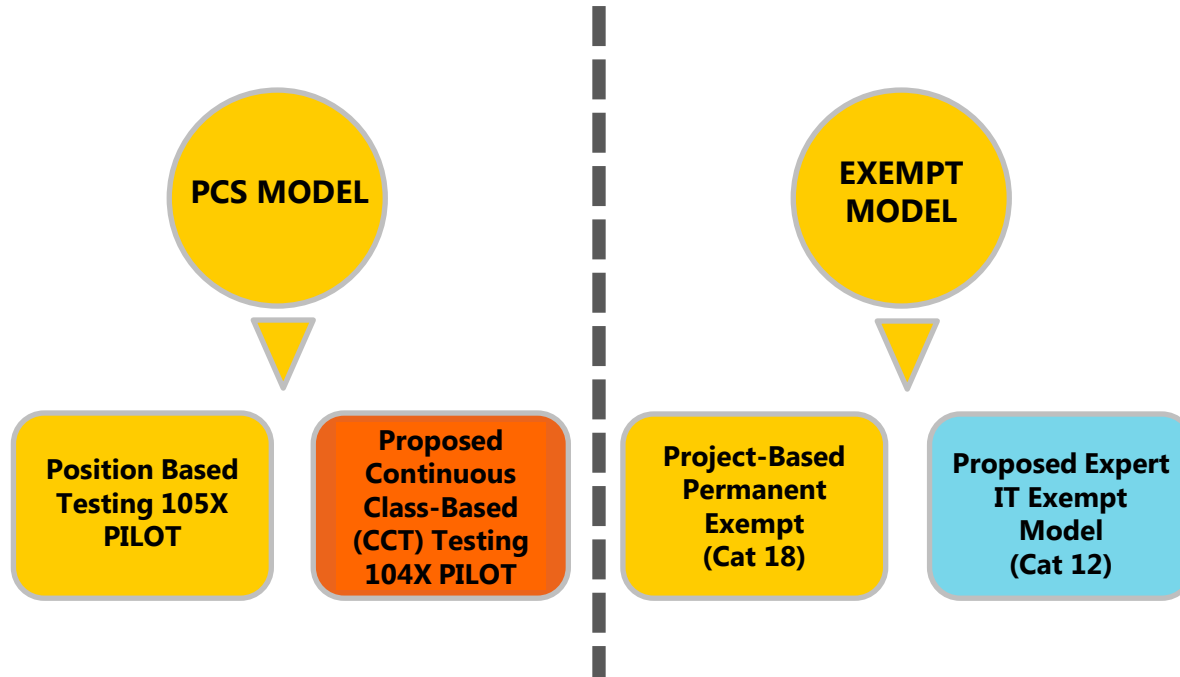 PCS MODEL
EXEMPT
MODEL
Position Based
Testing 105X
PILOT
Proposed
Continuous
Class-Based
(CCT) Testing
104X PILOT
Project-Based
Permanent
Exempt
(Cat 18)
Proposed Expert
IT Exempt
Model
(Cat 12)